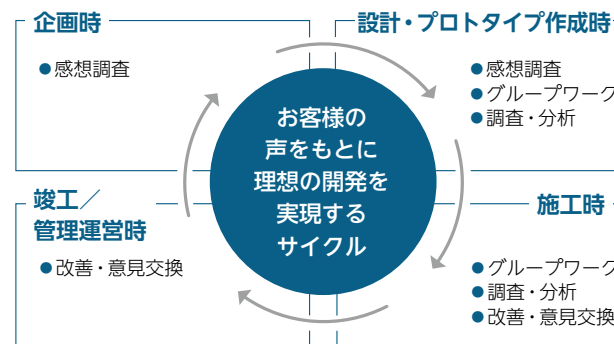 企画時
●感想調査
設計・プロトタイプ作成時
●感想調査
●グループワーク
●調査・分析
お客様の
声をもとに
理想の開発を
実現する
サイクル
竣工／
管理運営時
●改善・意見交換
施工時
●グループワーク
●調査・分析
●改善・意見交換